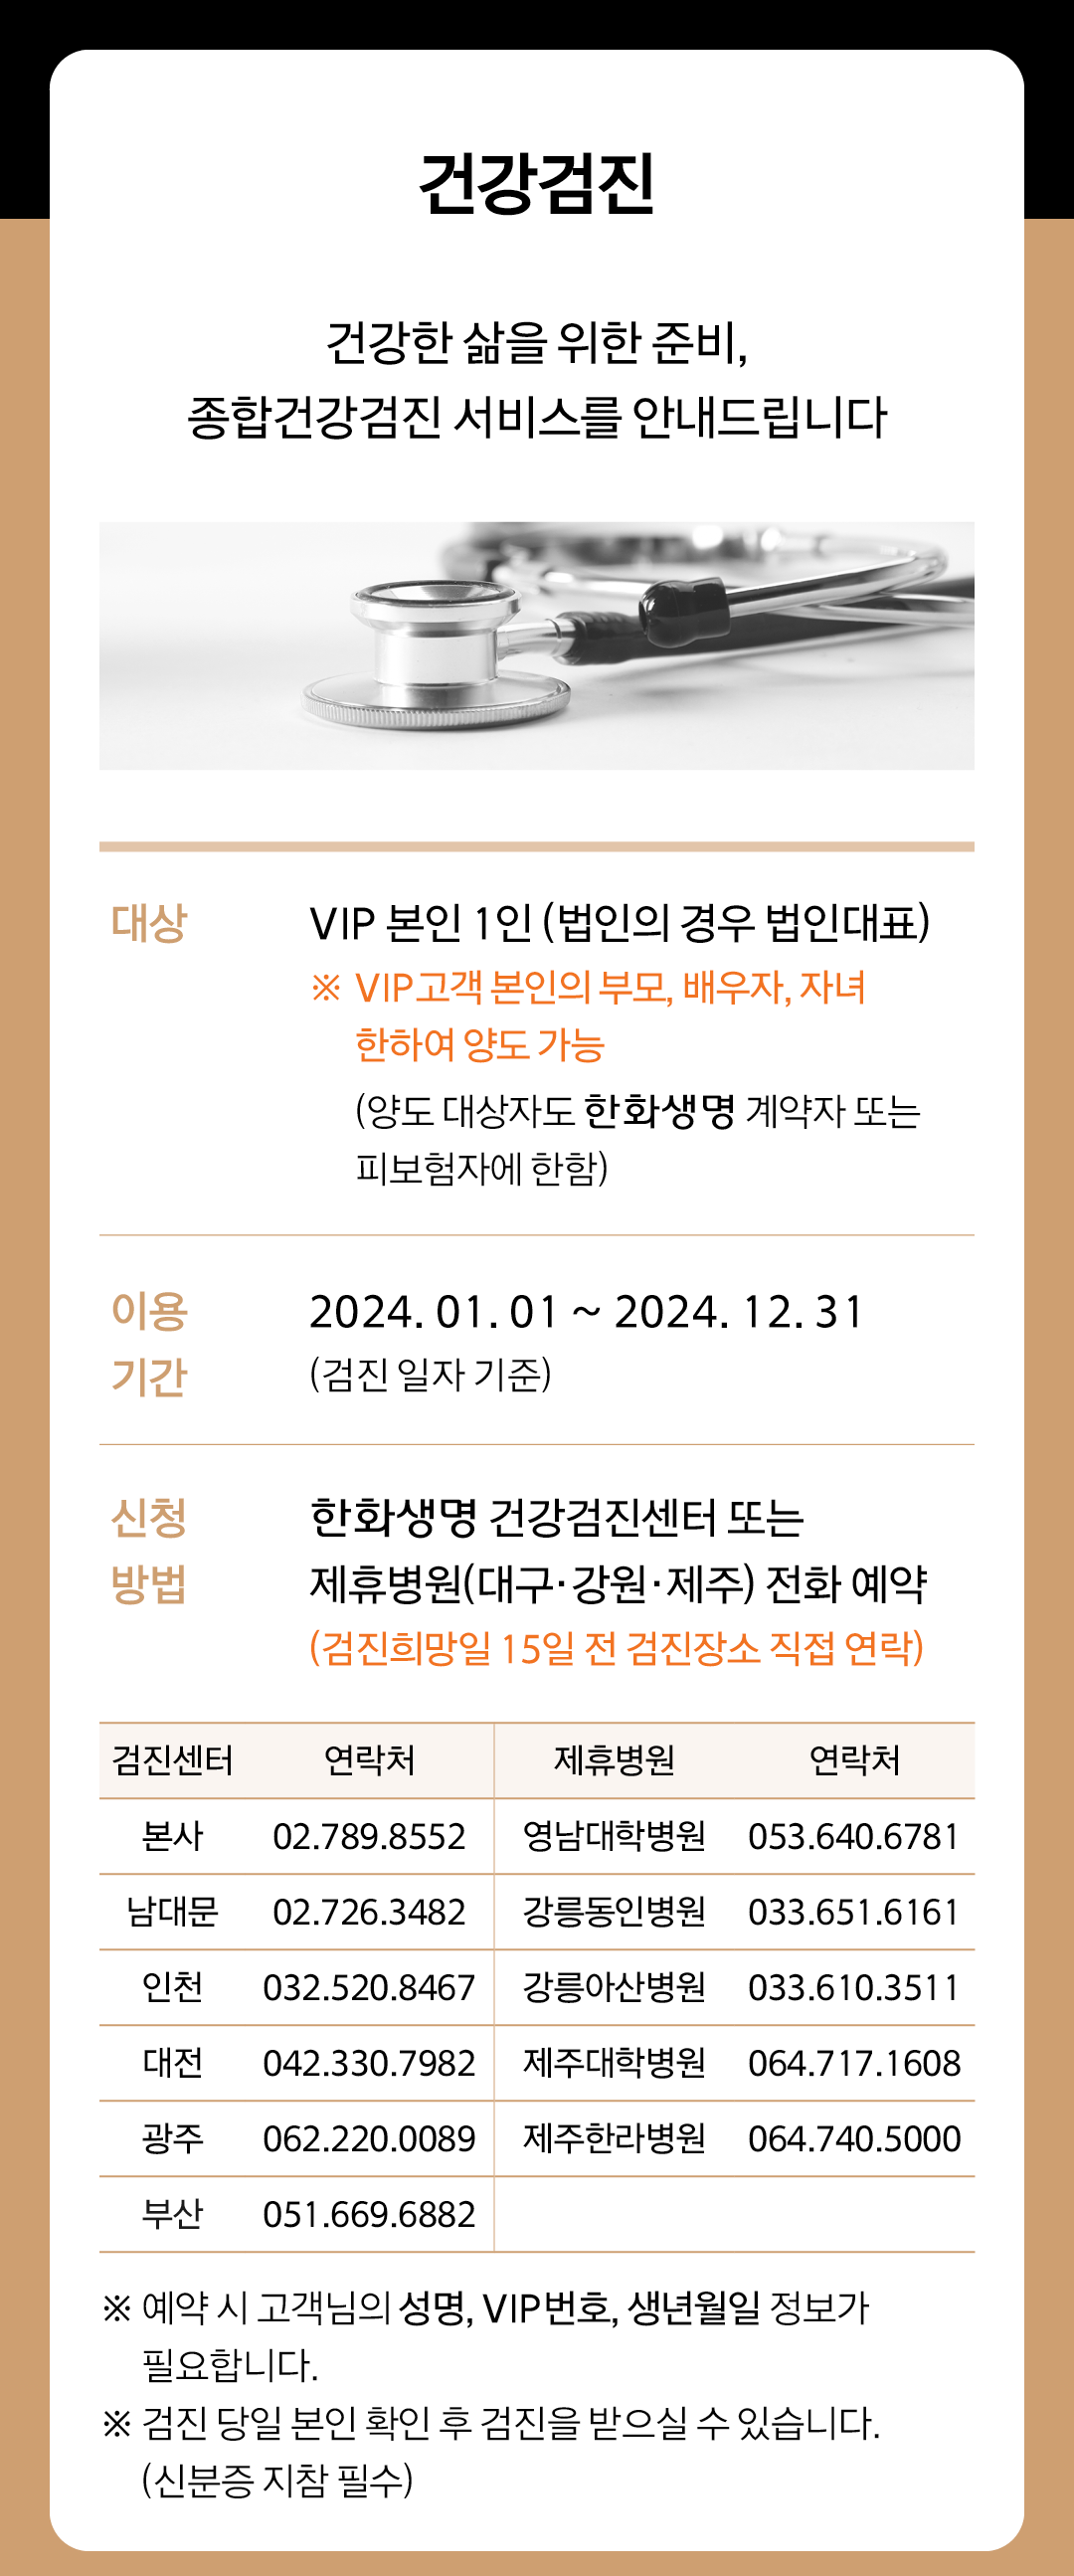 건강검진
건강한 삶을 위한 준비,
종합건강검진 서비스를 안내드립니다
대상 VIP 본인 1인 (법인의 경우 법인대표)
※ VIP고객 본인의 부모, 배우자, 자녀
한하여 양도 가능
(양도 대상자도 한화생명 계약자 또는
피보험자에 한함)
이용 2024. 01. 01 ~ 2024. 12. 31
기간 (검진 일자 기준)
신청 한화생명 건강검진센터 또는
방법 제휴병원(대구·강원·제주) 전화 예약
(검진희망일 15일 전 검진장소 직접 연락)
검진센터 연락처 제휴병원 연락처
본사 02.789.8552 영남대학병원 053.640.6781
남대문 02.726.3482 강릉동인병원 033.651.6161
인천 032.520.8467 강릉아산병원 033.610.3511
대전 042.330.7982 제주대학병원 064.717.1608
광주 062.220.0089 제주한라병원 064.740.5000
부산 051.669.6882
※ 예약 시 고객님의 성명, VIP번호, 생년월일 정보가
필요합니다.
※ 검진 당일 본인 확인 후 검진을 받으실 수 있습니다.
(신분증 지참 필수)